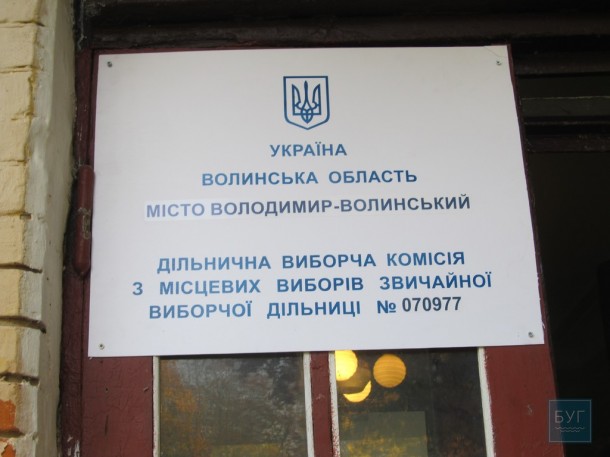 УКРАЇНА
ВОЛИНСЬКА ОБЛАСТЬ
МІСТО ВОЛОДИМИР-ВОЛИНСЬКИЙ
ДІЛЬНИЧНА ВИБОРЧА КОМІСІЯ
З МІСЦЕВИХ ВИБОРІВ ЗВИЧАЙНОЇ
ВИБОРЧОЇ ДІЛЬНИЦІ № 070977
БУГ